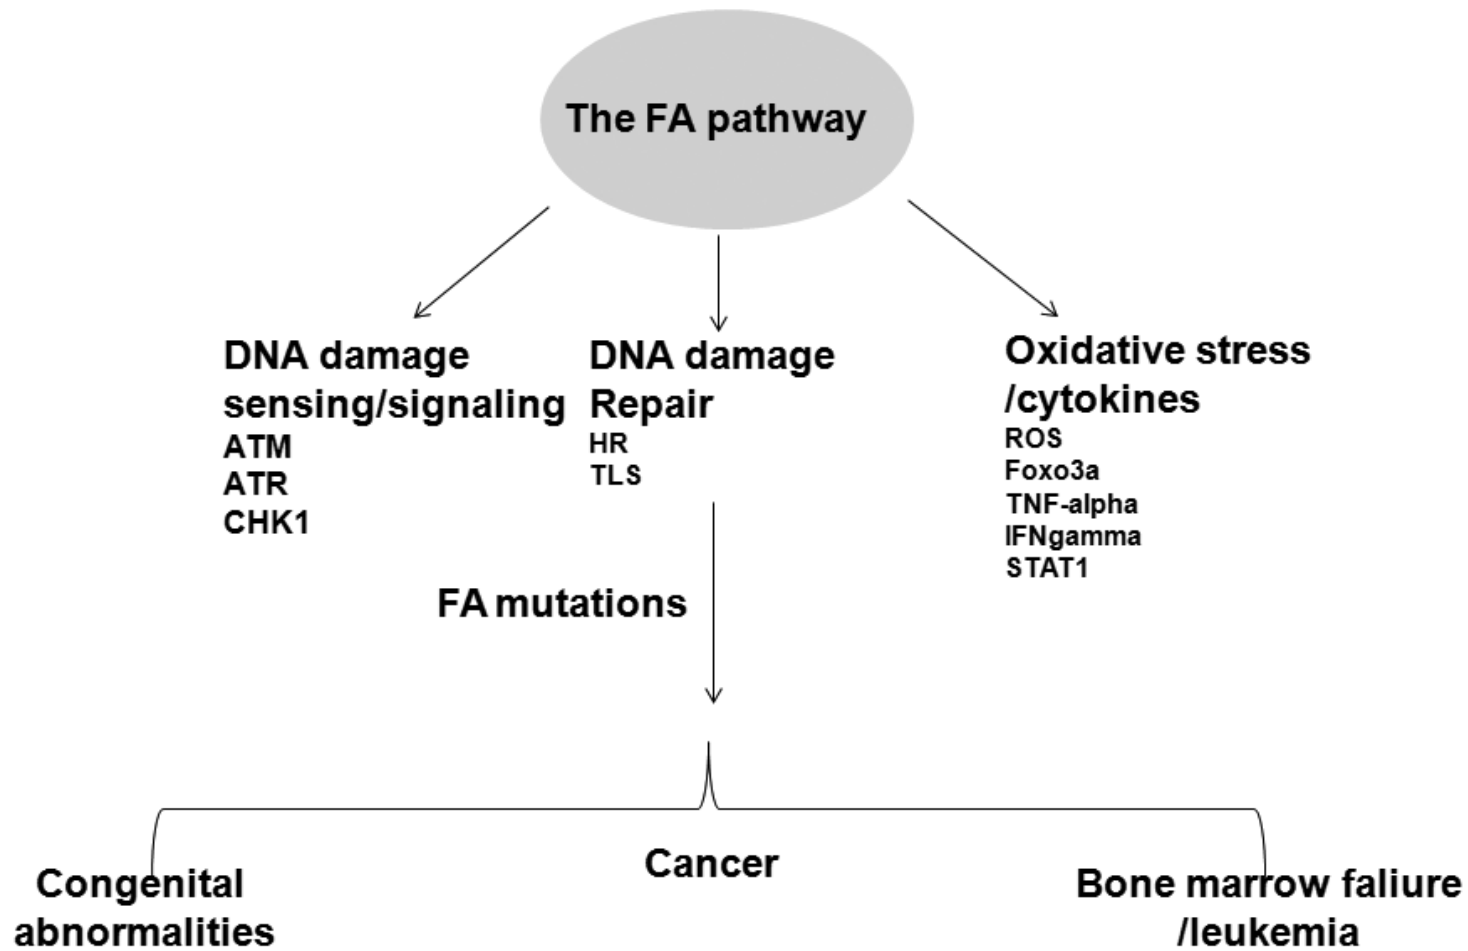 The FA pathway
DNA damage
sensing/signaling
ATM
ATR
CHK1
DNA damage
Repair
HR
TLS
Oxidative stress
/cytokines
ROS
Foxo3a
TNF-alpha
IFNgamma
STAT1
FA mutations
Congenital
abnormalities
Cancer
Bone marrow faliure
/leukemia